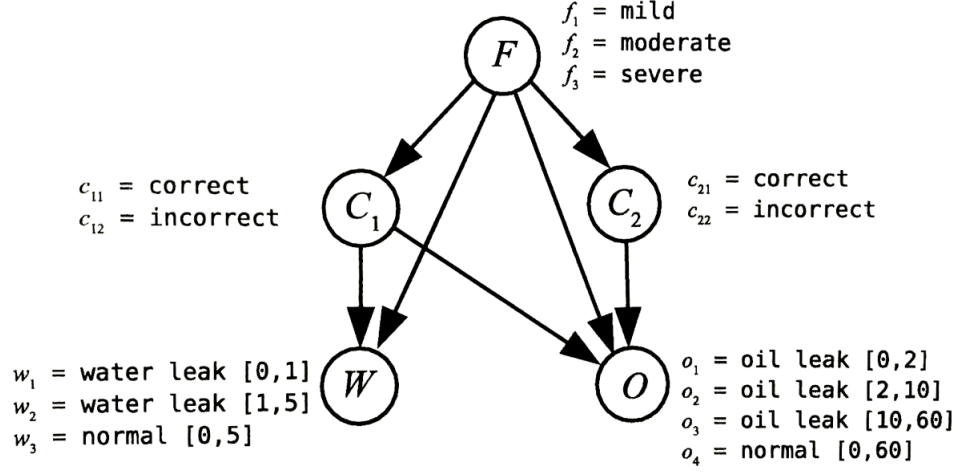 F
f₁ = mild
f₂ = moderate
f₃ = severe
c₁₁ = correct
c₁₂ = incorrect
C₁
C₂
c₂₁ = correct
c₂₂ = incorrect
w₁ = water leak [0,1]
w₂ = water leak [1,5]
w₃ = normal [0,5]
W
O
o₁ = oil leak [0,2]
o₂ = oil leak [2,10]
o₃ = oil leak [10,60]
o₄ = normal [0,60]